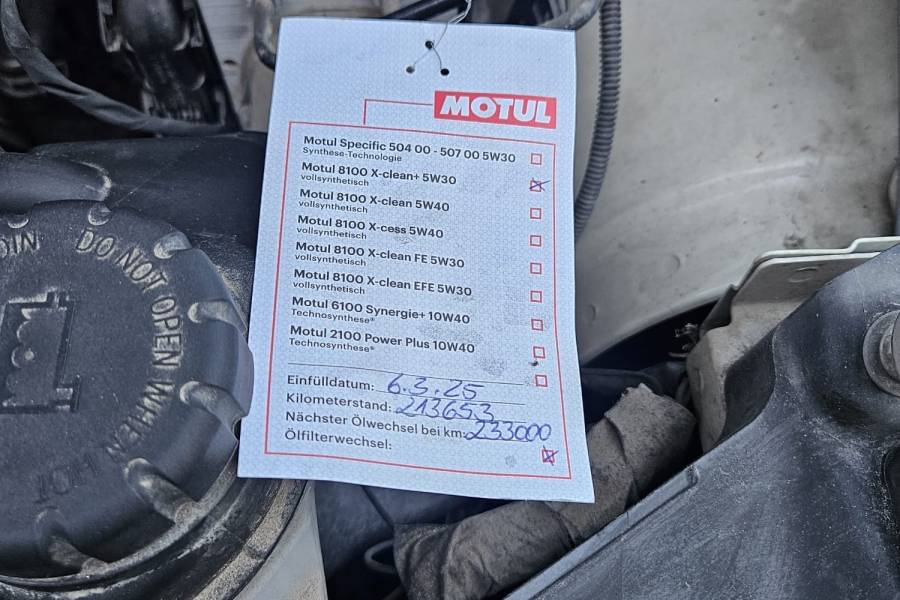 MOTUL
Motul Specific 504 00 - 507 00 5W30
Synthese-Technologie
Motul 8100 X-clean+ 5W30
vollsynthetisch
Motul 8100 X-clean 5W40
vollsynthetisch
Motul 8100 X-cess 5W40
vollsynthetisch
Motul 8100 X-clean FE 5W30
vollsynthetisch
Motul 8100 X-clean EFE 5W30
vollsynthetisch
Motul 6100 Synergie+ 10W40
Technosynthese®
Motul 2100 Power Plus 10W40
Technosynthese®
Einfülldatum: 6.3.25
Kilometerstand: 213653
Nächster Ölwechsel bei km: 233000
Ölfilterwechsel:
DO NOT OPEN WHEN HOT